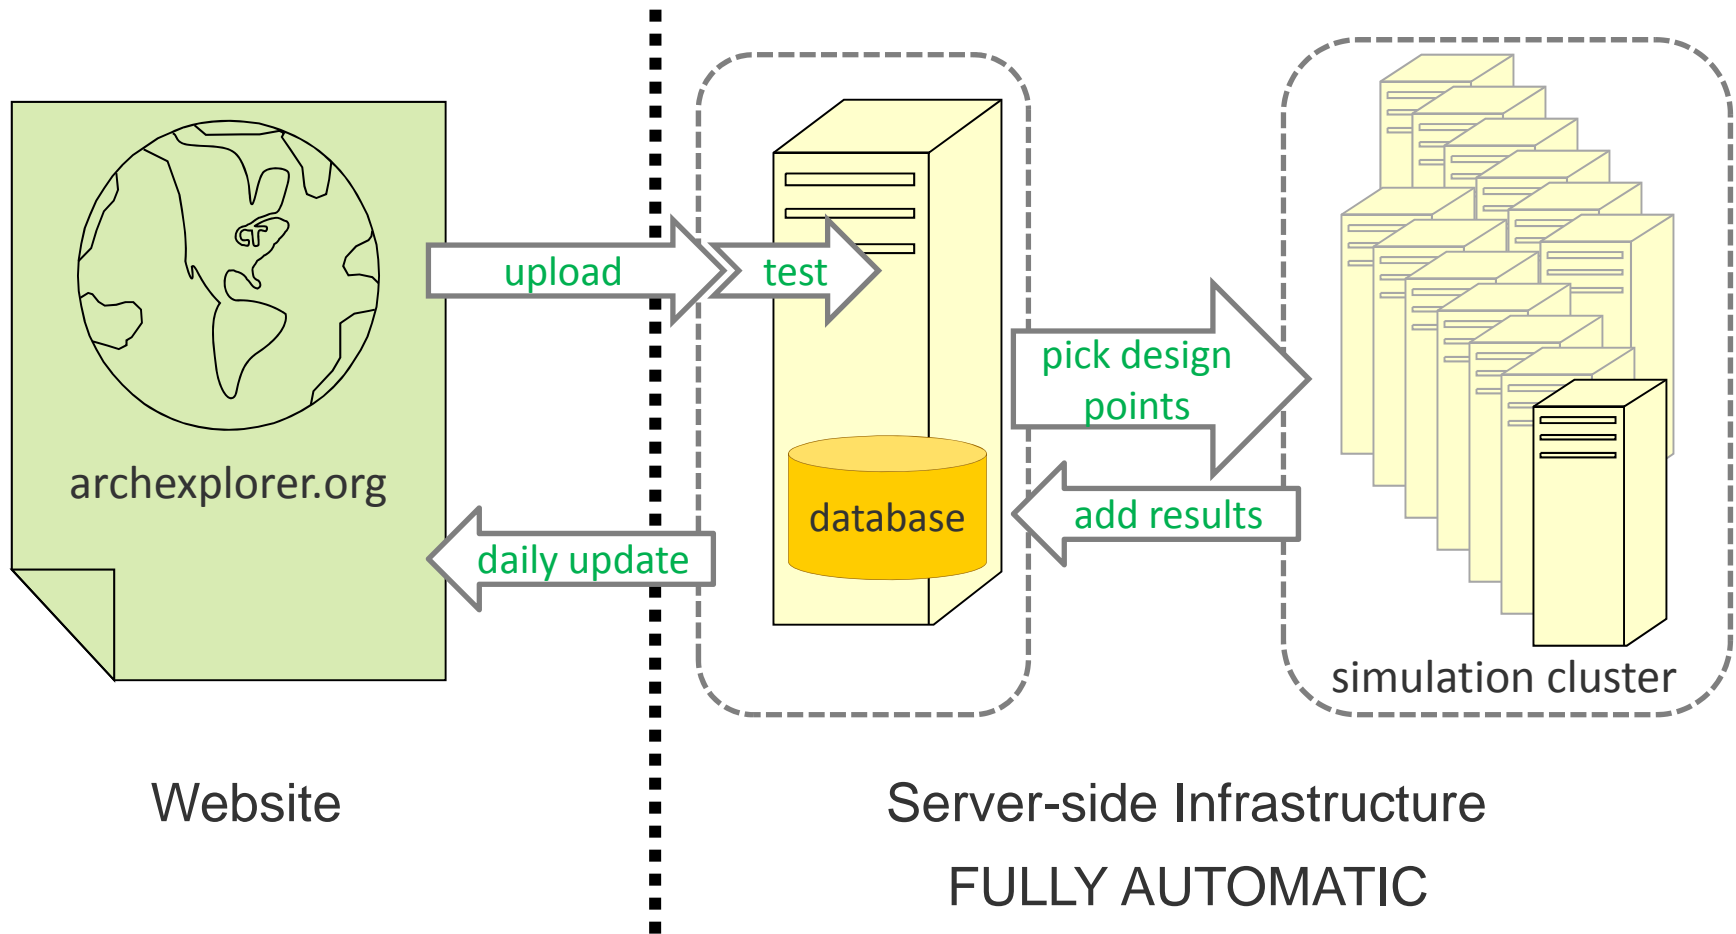 upload
test
pick design
points
archexplorer.org
database
add results
daily update
simulation cluster
Website
Server-side Infrastructure
FULLY AUTOMATIC